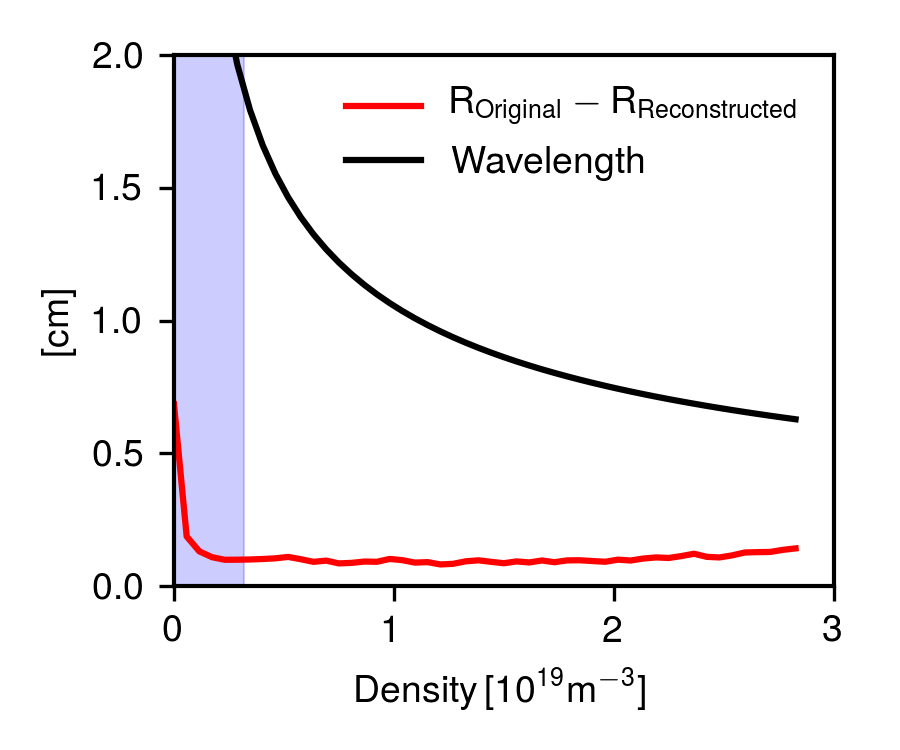 2.0
1.5
1.0
0.5
0.0
[cm]
R_Original − R_Reconstructed
Wavelength
0 1 2 3
Density [10^19 m^−3]